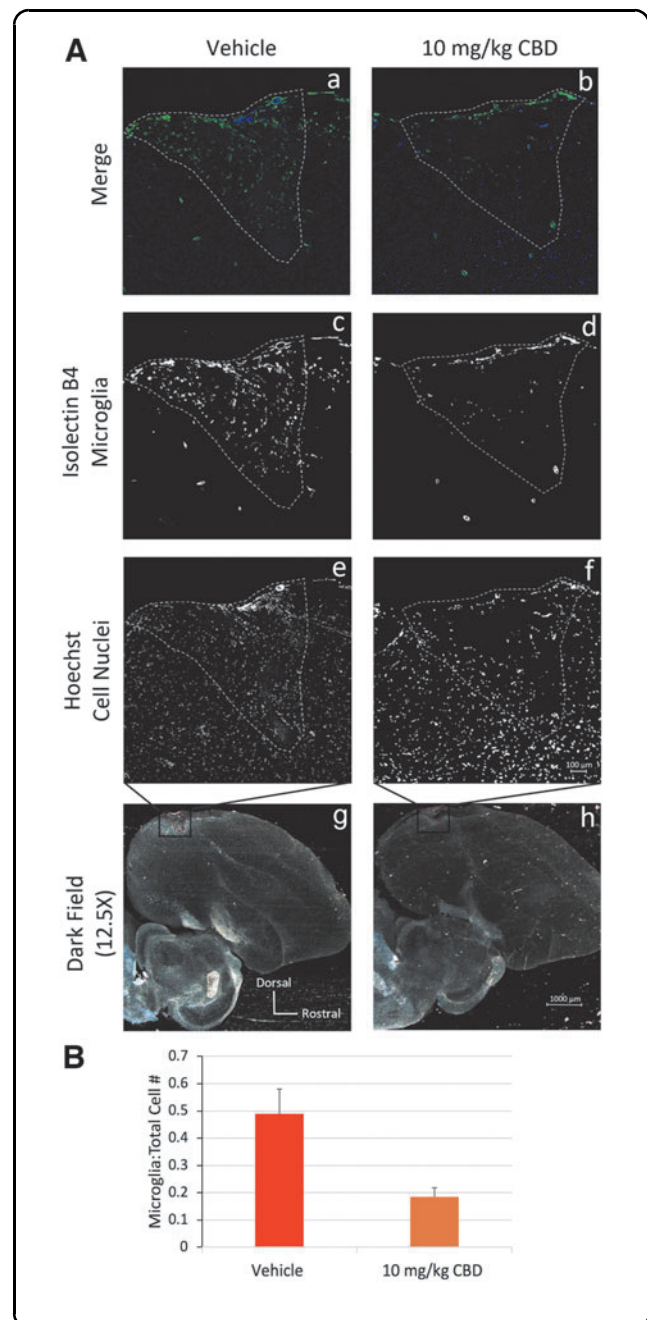 A
Vehicle
10 mg/kg CBD
Merge
a
b
Isolectin B4
Microglia
c
d
Hoechst
Cell Nuclei
e
f
100 µm
Dark Field
(12.5X)
g
h
Dorsal
Rostral
1000 µm
B
Microglia:Total Cell #
0.7
0.6
0.5
0.4
0.3
0.2
0.1
0
Vehicle
10 mg/kg CBD